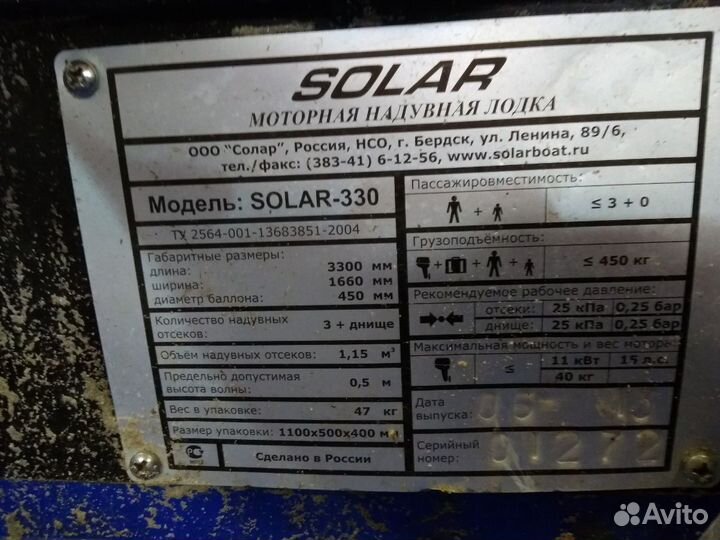 SOLAR
МОТОРНАЯ НАДУВНАЯ ЛОДКА
ООО "Солар", Россия, НСО, г. Бердск, ул. Ленина, 89/6,
тел./факс: (383-41) 6-12-56, www.solarboat.ru
Модель: SOLAR-330
ТУ 2564-001-13683851-2004
Габаритные размеры:
длина: 3300 мм
ширина: 1660 мм
диаметр баллона: 450 мм
Количество надувных
отсеков: 3 + днище
Объём надувных отсеков: 1,15 м³
Предельно допустимая
высота волны: 0,5 м
Вес в упаковке: 47 кг
Размер упаковки: 1100х500х400 м
Сделано в России
Пассажировместимость:
+ ≤ 3 + 0
Грузоподъёмность:
+ + + ≤ 450 кг
Рекомендуемое рабочее давление:
отсеки: 25 кПа 0,25 бар
днище: 25 кПа 0,25 бар
Максимальная мощность и вес мотора:
≤ 11 кВт 15 л.с.
40 кг
Дата
выпуска:
Серийный
номер: 01272
Avito